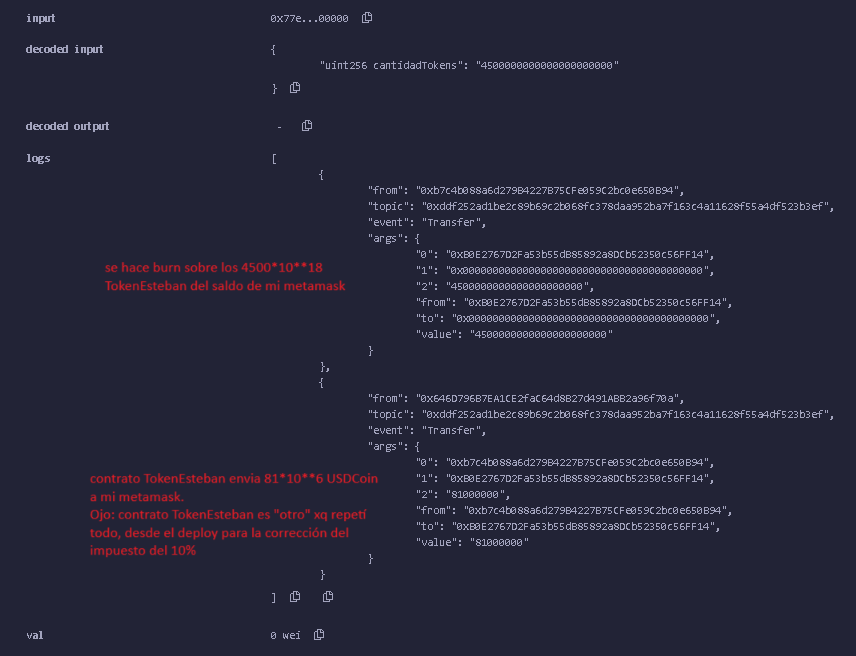 input 0x77e...00000
decoded input {
"uint256 cantidadTokens": "4500000000000000000000"
}
decoded output -
logs [
{
"from": "0xb7c4b088a6d279B4227B75CFe059C2bc0e650B94",
"topic": "0xddf252ad1be2c89b69c2b068fc378daa952ba7f163c4a11628f55a4df523b3ef",
"event": "Transfer",
"args": {
"0": "0xB0E2767D2Fa53b55dB85892a8DCb52350c56FF14",
"1": "0x0000000000000000000000000000000000000000",
se hace burn sobre los 4500*10**18
TokenEsteban del saldo de mi metamask
"2": "4500000000000000000000",
"from": "0xB0E2767D2Fa53b55dB85892a8DCb52350c56FF14",
"to": "0x0000000000000000000000000000000000000000",
"value": "4500000000000000000000"
}
},
{
"from": "0x646D796B7EA1CE2faC64d8B27d491ABB2a96f70a",
"topic": "0xddf252ad1be2c89b69c2b068fc378daa952ba7f163c4a11628f55a4df523b3ef",
"event": "Transfer",
"args": {
"0": "0xb7c4b088a6d279B4227B75CFe059C2bc0e650B94",
"1": "0xB0E2767D2Fa53b55dB85892a8DCb52350c56FF14",
"2": "81000000",
"from": "0xb7c4b088a6d279B4227B75CFe059C2bc0e650B94",
"to": "0xB0E2767D2Fa53b55dB85892a8DCb52350c56FF14",
"value": "81000000"
contrato TokenEsteban envia 81*10**6 USDCoin
a mi metamask.
Ojo: contrato TokenEsteban es "otro" xq repetí
todo, desde el deploy para la corrección del
impuesto del 10%
}
}
]
val 0 wei